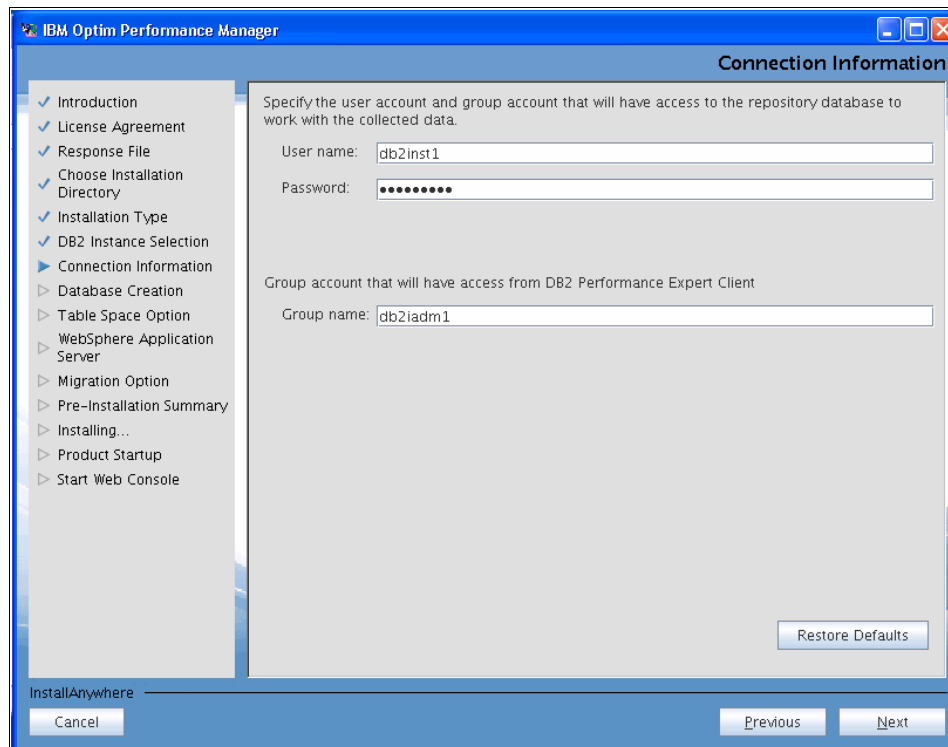 IBM Optim Performance Manager
Connection Information
Introduction
License Agreement
Response File
Choose Installation
Directory
Installation Type
DB2 Instance Selection
Connection Information
Database Creation
Table Space Option
WebSphere Application
Server
Migration Option
Pre-Installation Summary
Installing...
Product Startup
Start Web Console
Specify the user account and group account that will have access to the repository database to
work with the collected data.
User name: db2inst1
Password: •••••••••
Group account that will have access from DB2 Performance Expert Client
Group name: db2iadm1
Restore Defaults
InstallAnywhere
Cancel
Previous
Next